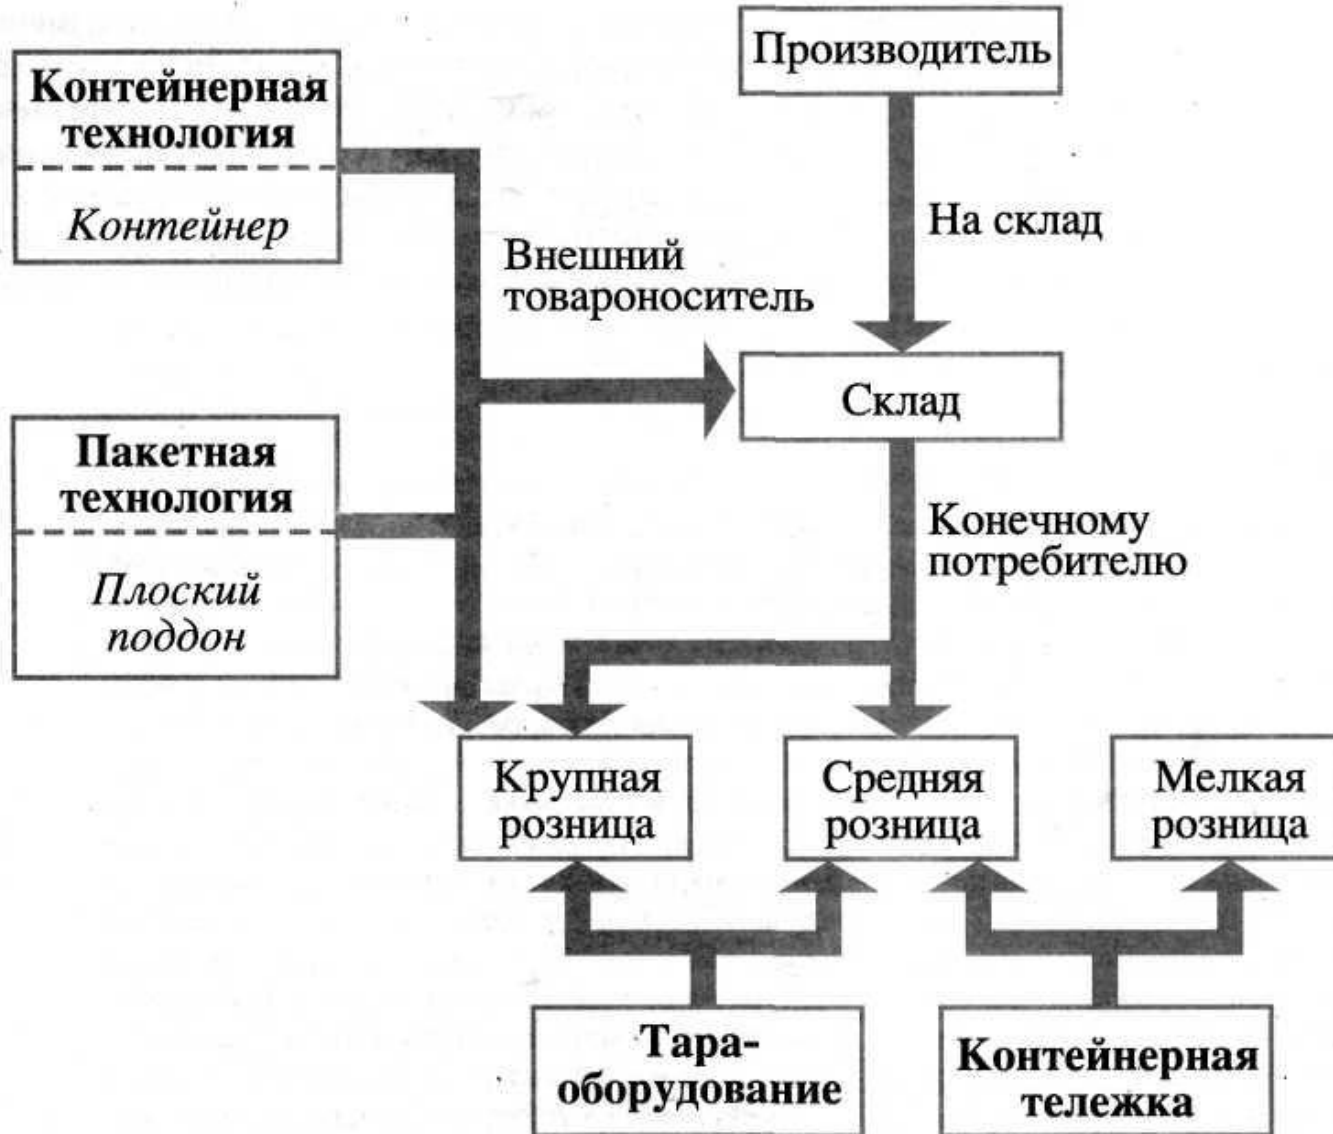 Производитель
Контейнерная
технология
Контейнер
На склад
Внешний
товароноситель
Склад
Пакетная
технология
Плоский
поддон
Конечному
потребителю
Крупная
розница
Средняя
розница
Мелкая
розница
Тара-
оборудование
Контейнерная
тележка